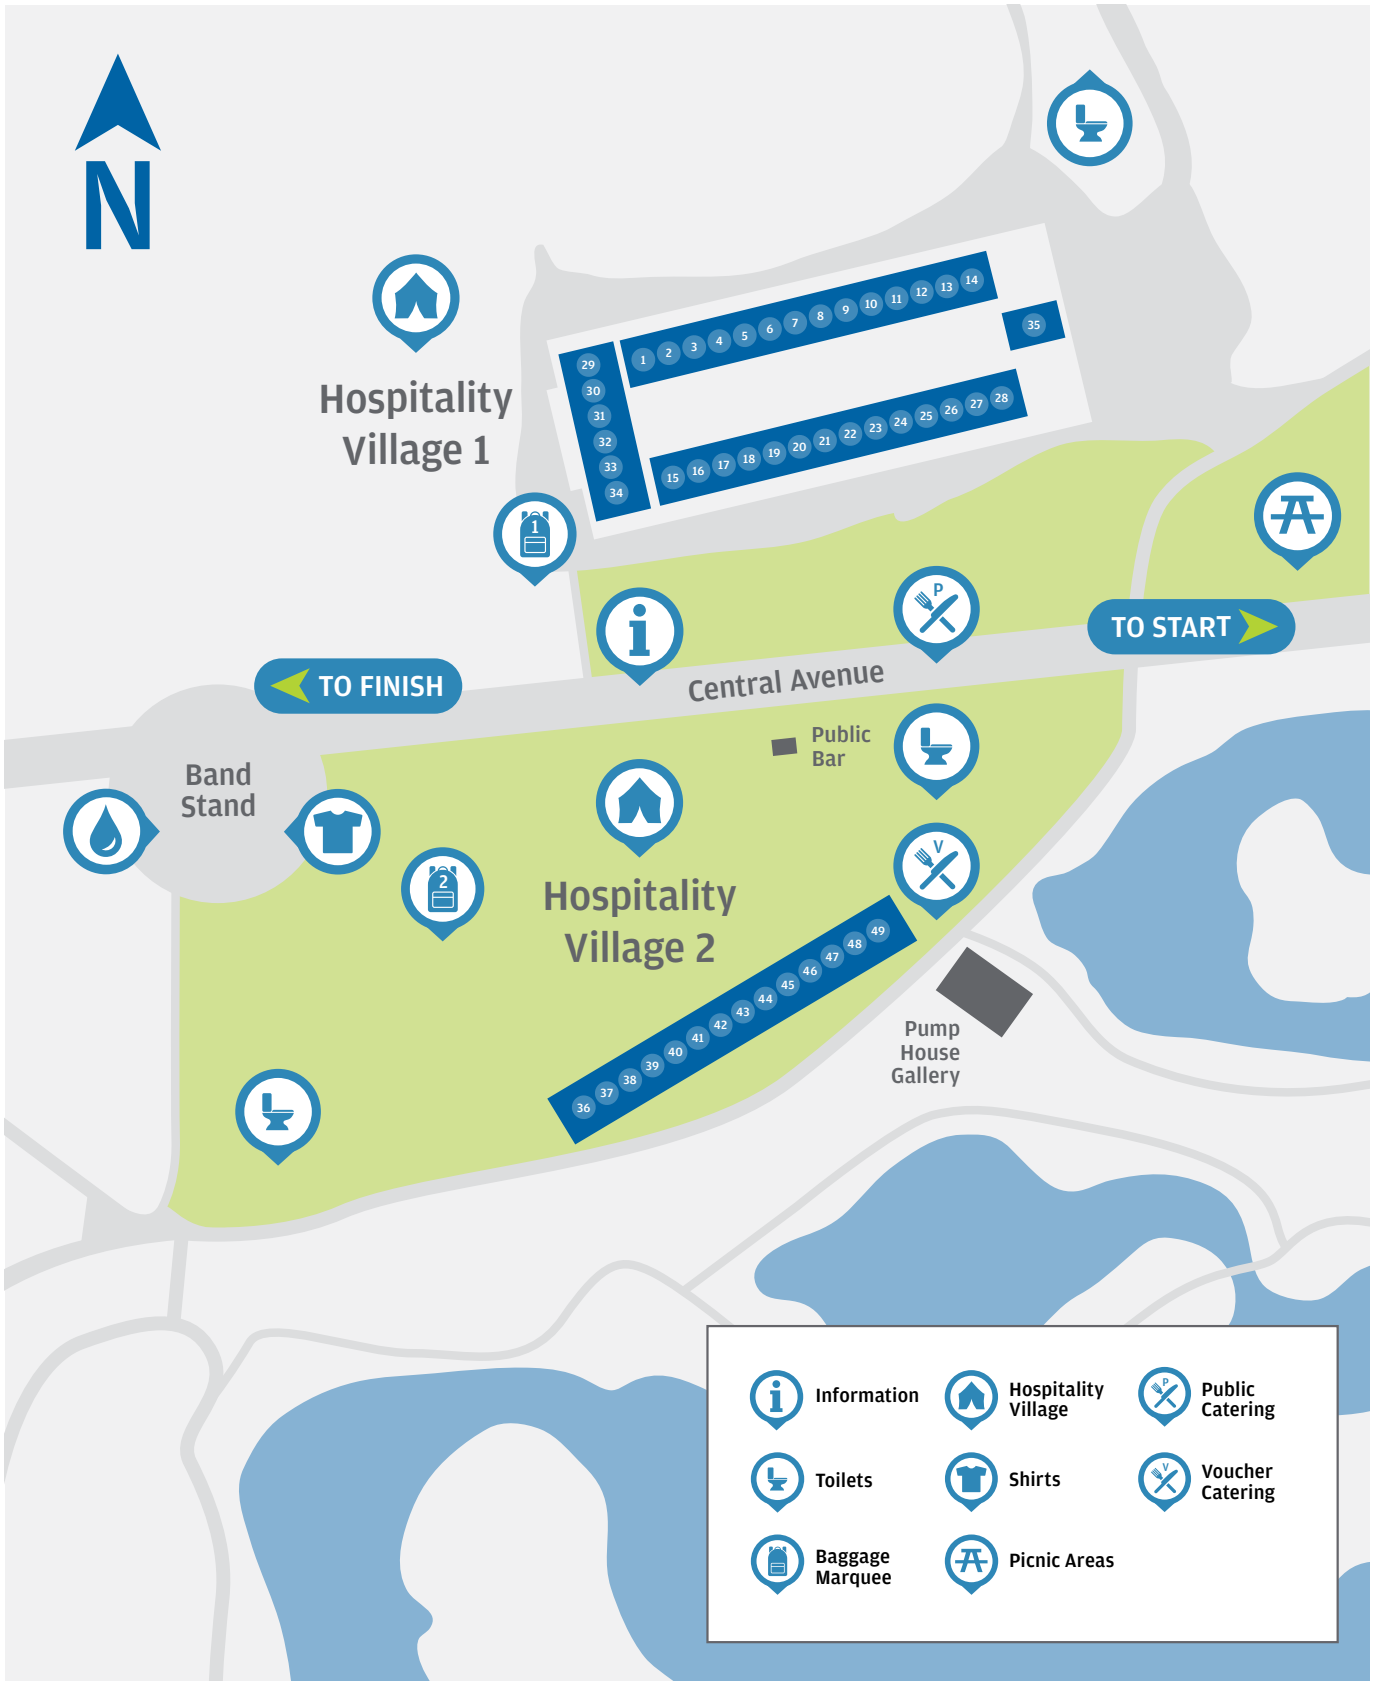 N
Hospitality
Village 1
1 2 3 4 5 6 7 8 9 10 11 12 13 14
35
29
30
31
32
33
34
15 16 17 18 19 20 21 22 23 24 25 26 27 28
1
P
TO START
TO FINISH
Central Avenue
Public
Bar
Band
Stand
2
V
Hospitality
Village 2
36 37 38 39 40 41 42 43 44 45 46 47 48 49
Pump
House
Gallery
Information
Hospitality
Village
P
Public
Catering
Toilets
Shirts
V
Voucher
Catering
Baggage
Marquee
Picnic Areas